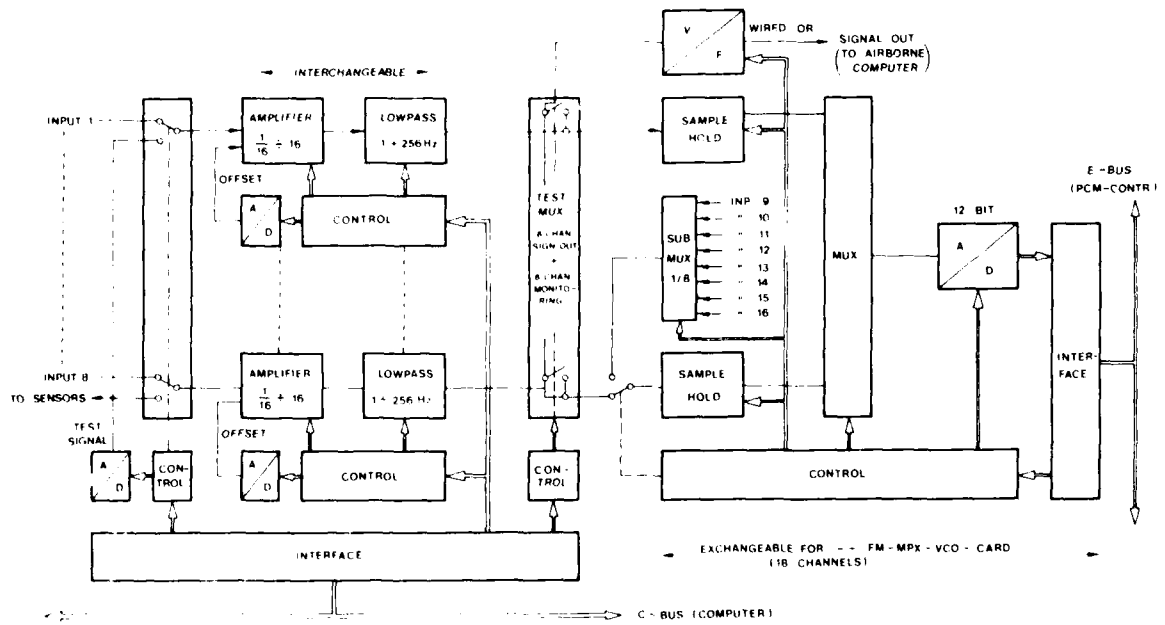 V
F
WIRED OR
SIGNAL OUT
(TO AIRBORNE
COMPUTER)
INTERCHANGEABLE
INPUT 1
AMPLIFIER
1/16 ÷ 16
LOWPASS
1 ÷ 256 Hz
OFFSET
A
D
CONTROL
TEST
MUX
8 CHAN
SIGN OUT
+
8 CHAN
MONITO-
RING
SAMPLE
HOLD
SUB
MUX
1/8
INP 9
" 10
" 11
" 12
" 13
" 14
" 15
" 16
MUX
12 BIT
A
D
E-BUS
(PCM-CONTR)
INTER-
FACE
INPUT 8
TO SENSORS
TEST
SIGNAL
A
D
CON-
TROL
AMPLIFIER
1/16 ÷ 16
LOWPASS
1 ÷ 256 Hz
OFFSET
A
D
CONTROL
CON-
TROL
SAMPLE
HOLD
CONTROL
INTERFACE
EXCHANGEABLE FOR -- FM-MPX-VCO-CARD
(18 CHANNELS)
C-BUS (COMPUTER)